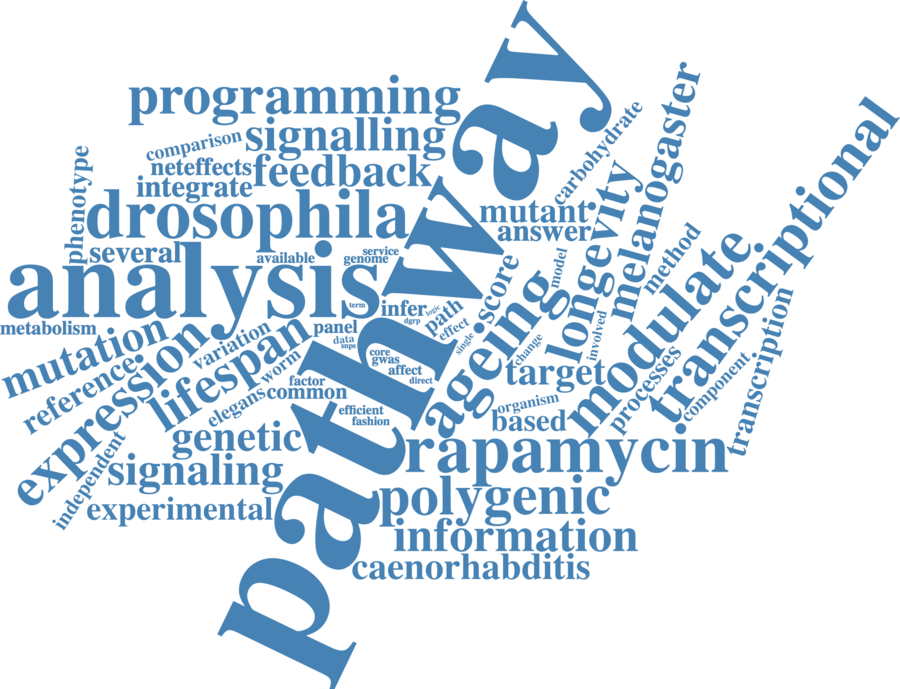 pathway
programming
comparison
signalling
neteffects
feedback
integrate
phenotype
drosophila
several
available
service
genome
analysis
term
metabolism
mutation
reference
expression
independent
variation
lifespan
worm
elegans
panel
data
snps
infer
dgrp
logic
path
effect
single
score
core
gwas
affect
direct
factor
common
efficient
fashion
genetic
signaling
experimental
carbohydrate
mutant
answer
longevity
melanogaster
model
ageing
change
involved
method
modulate
transcriptional
target
organism
based
processes
component
transcription
rapamycin
polygenic
information
caenorhabditis